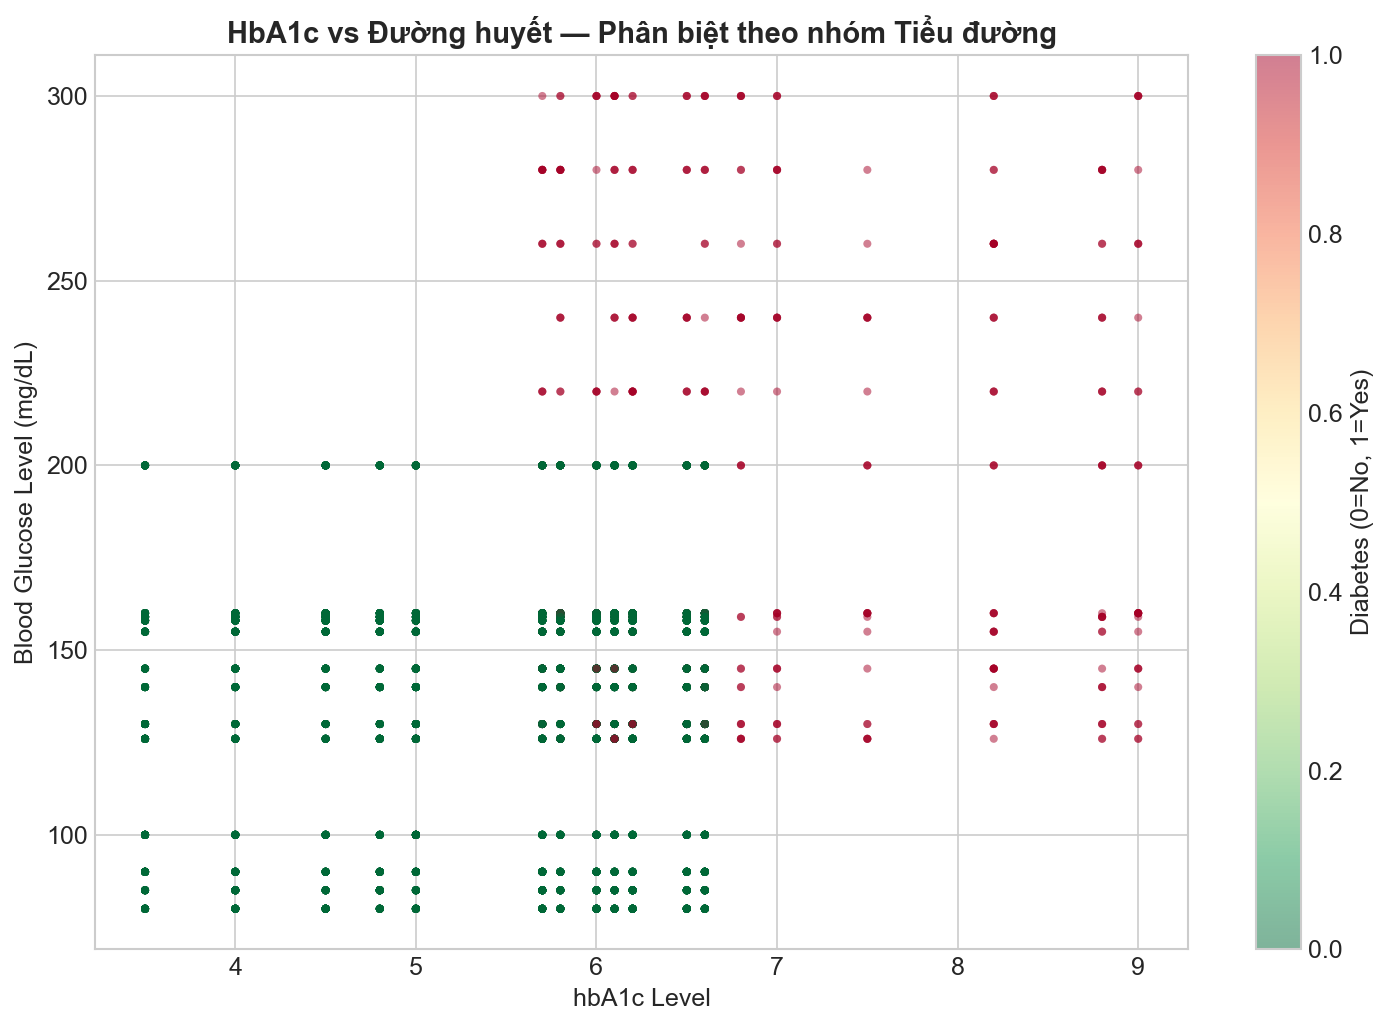 HbA1c vs Đường huyết — Phân biệt theo nhóm Tiểu đường
Blood Glucose Level (mg/dL)
300
250
200
150
100
4 5 6 7 8 9
hbA1c Level
1.0
0.8
0.6
0.4
0.2
0.0
Diabetes (0=No, 1=Yes)